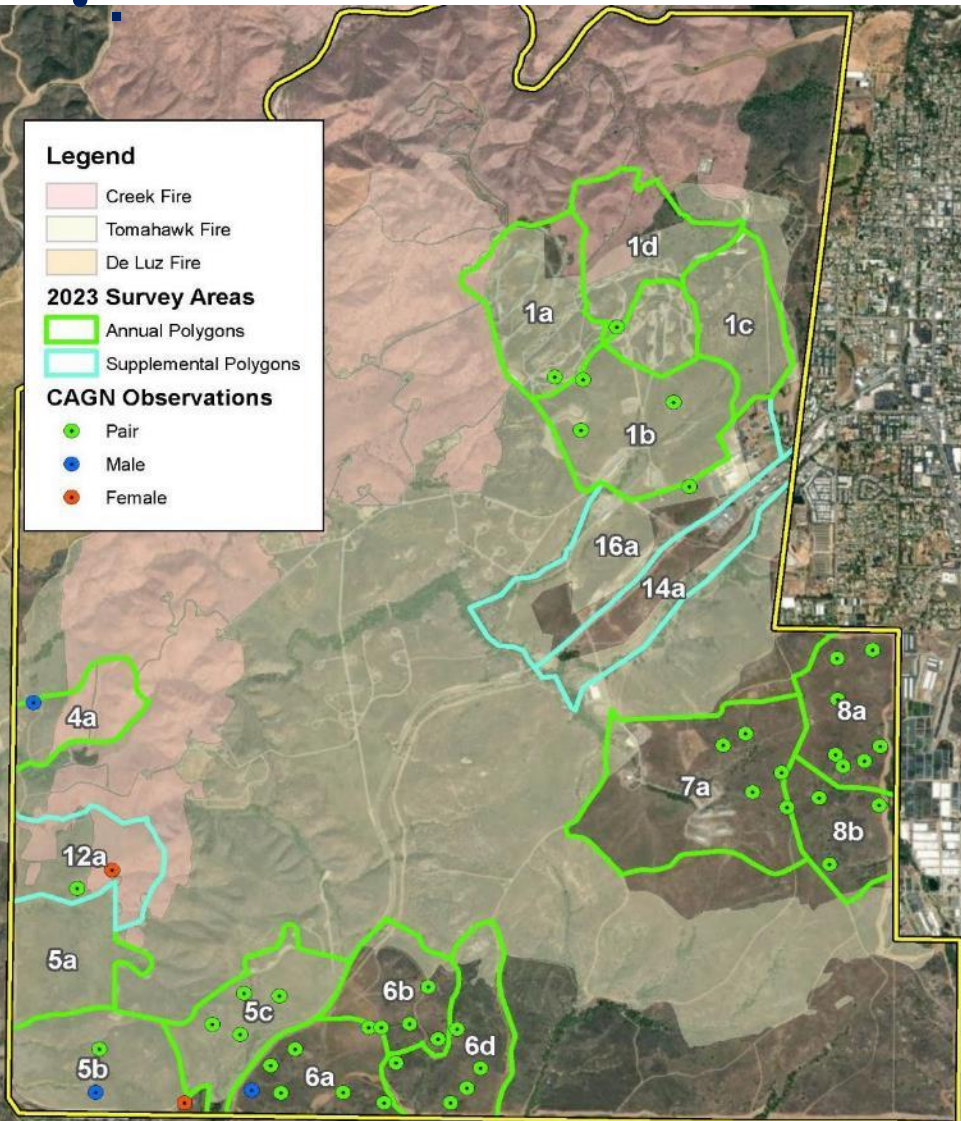 Legend
Creek Fire
Tomahawk Fire
De Luz Fire
2023 Survey Areas
Annual Polygons
Supplemental Polygons
CAGN Observations
Pair
Male
Female
1d
1a
1c
1b
16a
14a
4a
8a
7a
8b
12a
5a
6b
5c
6d
5b
6a